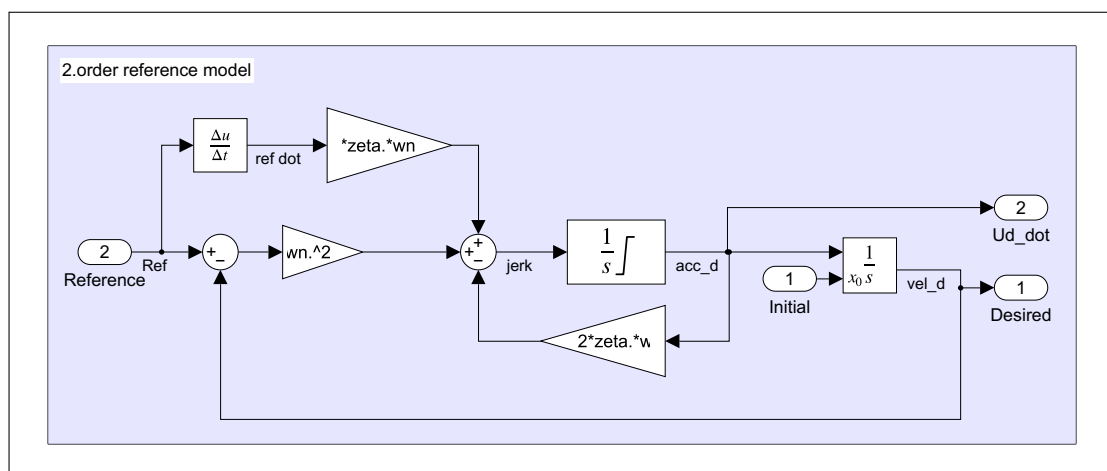 2.order reference model
Δu
Δt
ref dot
*zeta.*wn
2
Reference
Ref
+
−
wn.^2
+
+
−
jerk
1
s
acc_d
2
Ud_dot
1
Initial
1
x₀ s
vel_d
1
Desired
2*zeta.*w